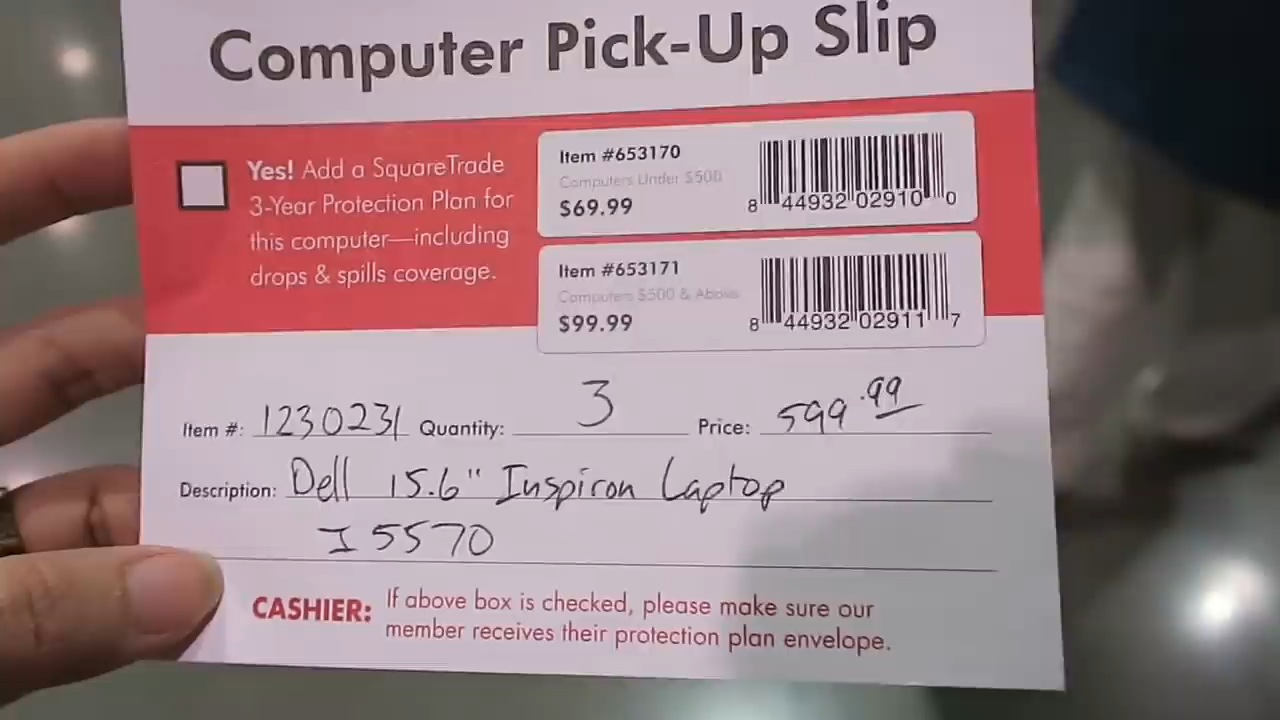 Computer Pick-Up Slip
Yes! Add a SquareTrade
3-Year Protection Plan for
this computer—including
drops & spills coverage.
Item #653170
Computers Under $500
$69.99
8 44932 02910 0
Item #653171
Computers $500 & Above
$99.99
8 44932 02911 7
Item #: 1230231 Quantity: 3 Price: 599.99
Description: Dell 15.6" Inspiron Laptop
I5570
CASHIER: If above box is checked, please make sure our
member receives their protection plan envelope.